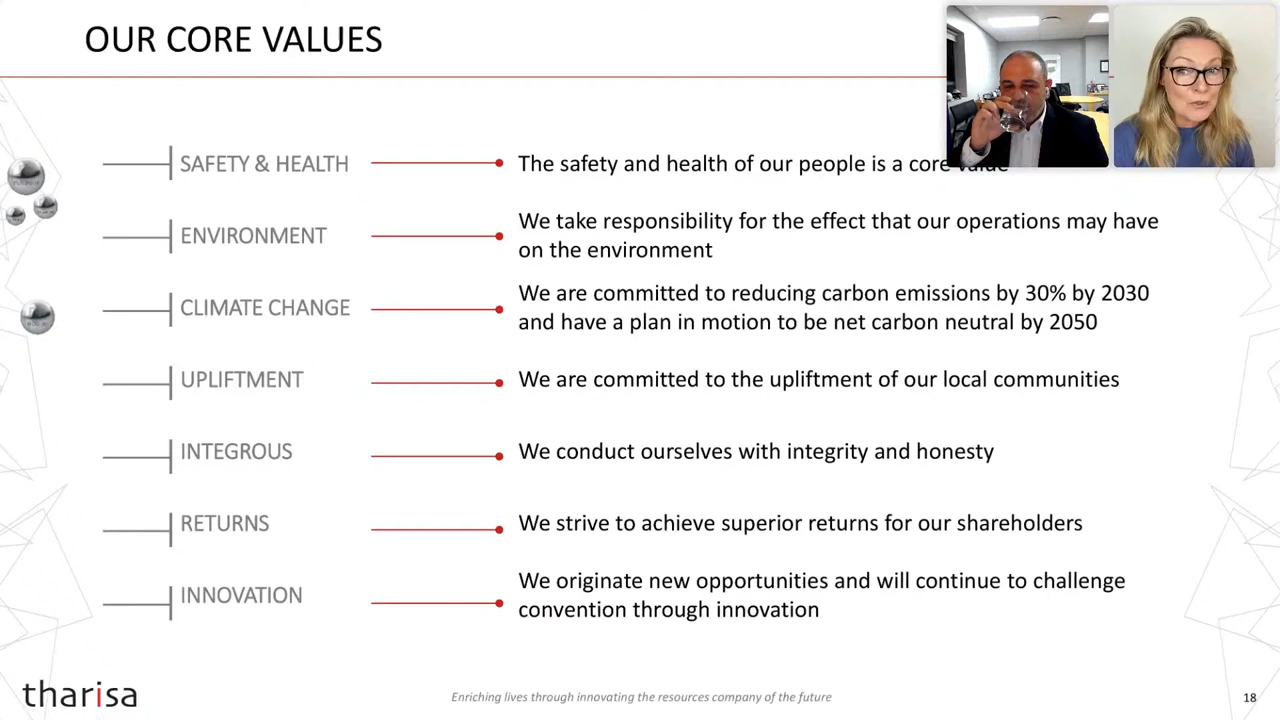 OUR CORE VALUES
SAFETY & HEALTH
The safety and health of our people is a core value
ENVIRONMENT
We take responsibility for the effect that our operations may have
on the environment
CLIMATE CHANGE
We are committed to reducing carbon emissions by 30% by 2030
and have a plan in motion to be net carbon neutral by 2050
UPLIFTMENT
We are committed to the upliftment of our local communities
INTEGROUS
We conduct ourselves with integrity and honesty
RETURNS
We strive to achieve superior returns for our shareholders
INNOVATION
We originate new opportunities and will continue to challenge
convention through innovation
tharisa
Enriching lives through innovating the resources company of the future
18